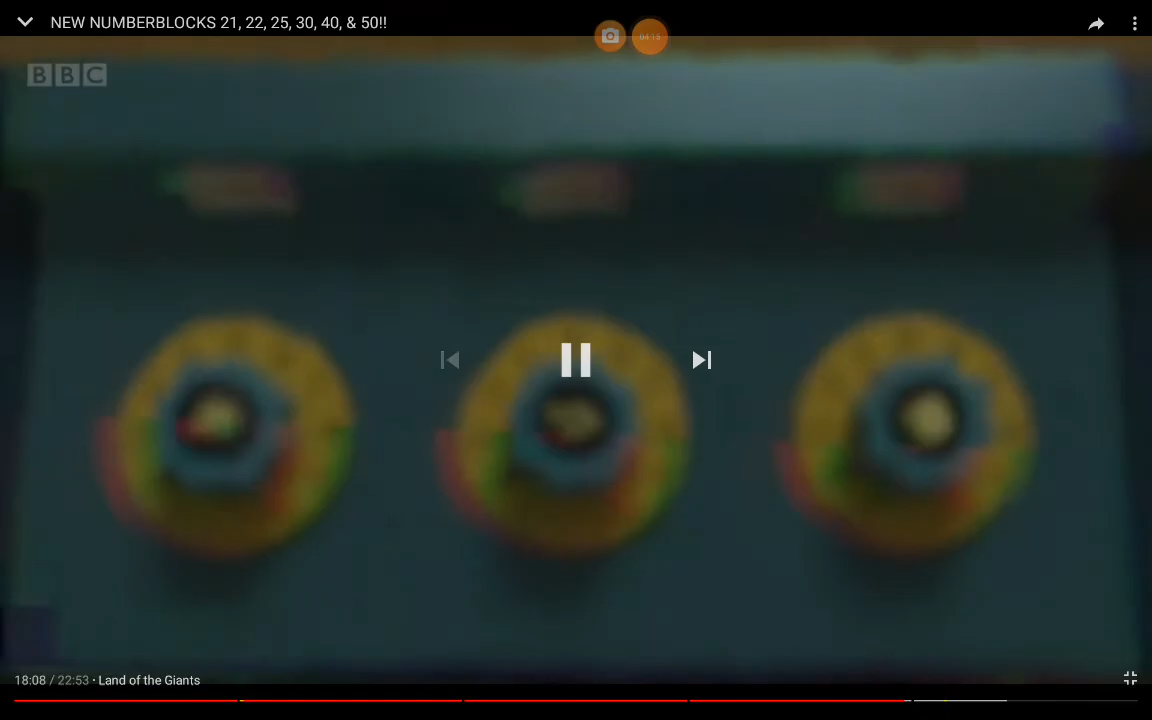 NEW NUMBERBLOCKS 21, 22, 25, 30, 40, & 50!!
BBC
18:08 / 22:53 · Land of the Giants